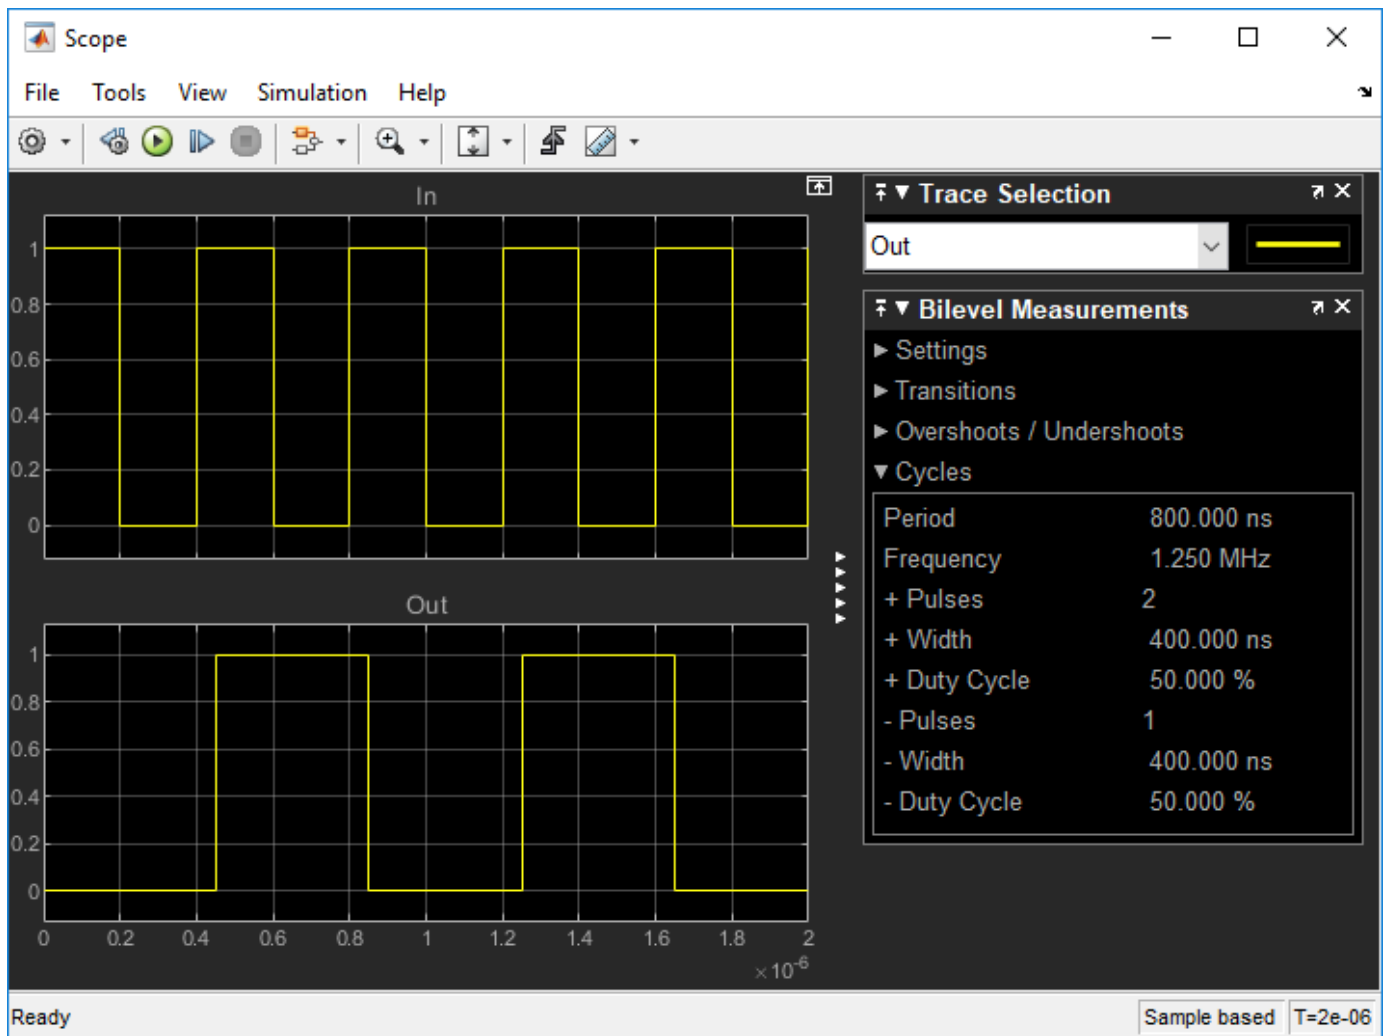 Scope
File Tools View Simulation Help
In
1
0.8
0.6
0.4
0.2
0
Out
1
0.8
0.6
0.4
0.2
0
0 0.2 0.4 0.6 0.8 1 1.2 1.4 1.6 1.8 2
×10-6
Trace Selection
Out
Bilevel Measurements
Settings
Transitions
Overshoots / Undershoots
Cycles
Period 800.000 ns
Frequency 1.250 MHz
+ Pulses 2
+ Width 400.000 ns
+ Duty Cycle 50.000 %
- Pulses 1
- Width 400.000 ns
- Duty Cycle 50.000 %
Ready Sample based T=2e-06